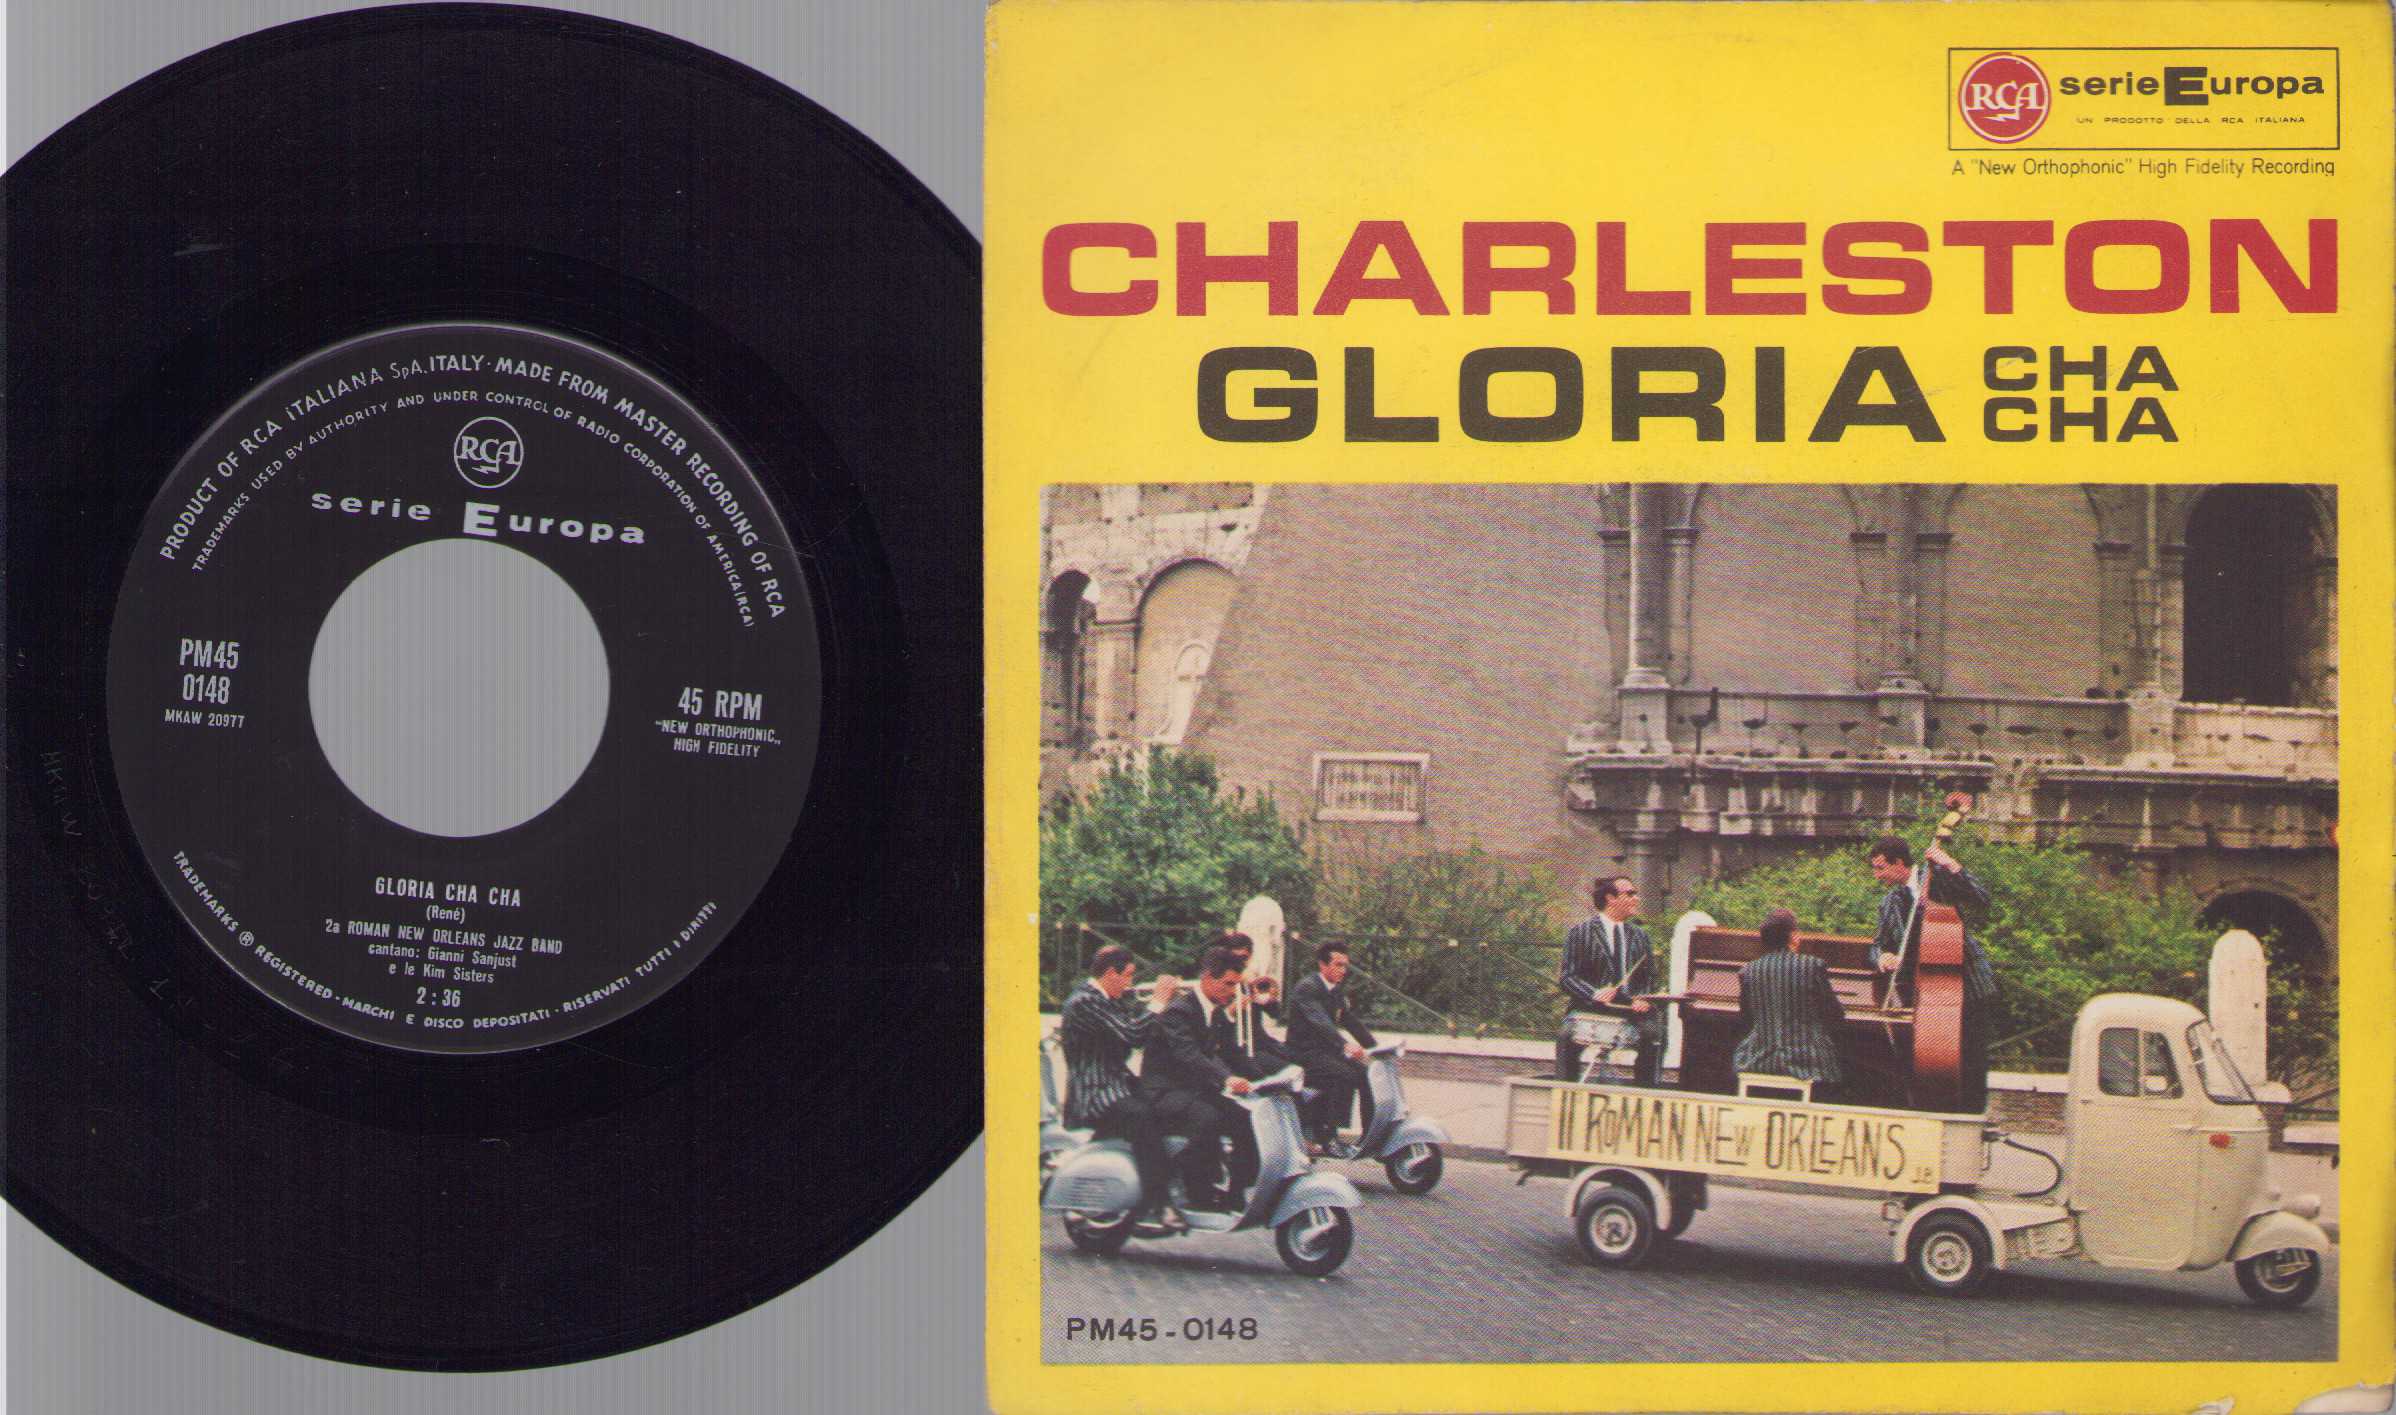 PRODUCT OF RCA iTALIANA SpA. ITALY · MADE FROM MASTER RECORDING OF RCA
TRADEMARKS USED BY AUTHORITY AND UNDER CONTROL OF RADIO CORPORATION OF AMERICA (RCA)
RCA
serie Europa
PM45
0148
MKAW 20977
45 RPM
"NEW ORTHOPHONIC„
HIGH FIDELITY
GLORIA CHA CHA
(René)
2a ROMAN NEW ORLEANS JAZZ BAND
cantano: Gianni Sanjust
e le Kim Sisters
2:36
TRADEMARKS ® REGISTERED - MARCHI E DISCO DEPOSITATI · RISERVATI TUTTI I DIRITTI
RCA
serie Europa
UN PRODOTTO DELLA RCA ITALIANA
A "New Orthophonic" High Fidelity Recording
CHARLESTON
GLORIA CHA
CHA
II ROMAN NEW ORLEANS J.B.
PM45-0148